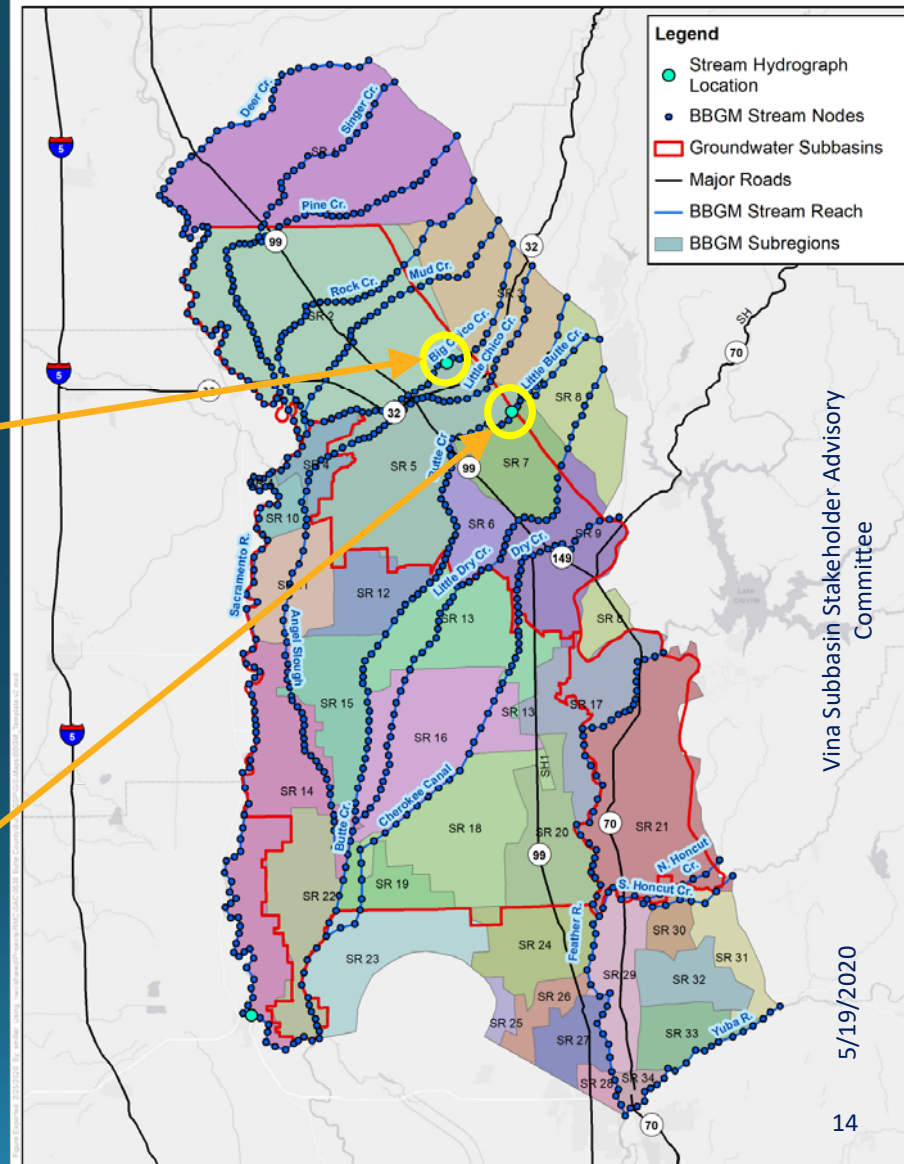 Legend
Stream Hydrograph
Location
BBGM Stream Nodes
Groundwater Subbasins
Major Roads
BBGM Stream Reach
BBGM Subregions
Deer Cr.
Singer Cr.
5
Pine Cr.
99
32
Rock Cr.
Mud Cr.
SR 2
SH
70
Big Chico Cr.
Little Chico Cr.
Little Butte Cr.
5
32
SR 8
SR 4
SR 5
Butte Cr
99
SR 7
SR 10
SR 6
SR 9
149
Sacramento R.
Little Dry Cr.
Dry Cr.
SR 12
SR 13
Angel Slough
Lake
Oroville
SR 15
SR 16
SR 13
SR 17
5
SR 14
Cherokee Canal
SH1
Butte Cr.
SR 18
SR 20
70
SR 21
99
SR 19
SR 22
N. Honcut
Cr.
S. Honcut Cr.
Feather R.
SR 23
SR 24
SR 30
SR 31
SR 29
SR 32
SR 26
SR 25
SR 27
SR 33
Yuba R.
SR 28
SR 34
70
Vina Subbasin Stakeholder Advisory
Committee
5/19/2020
14